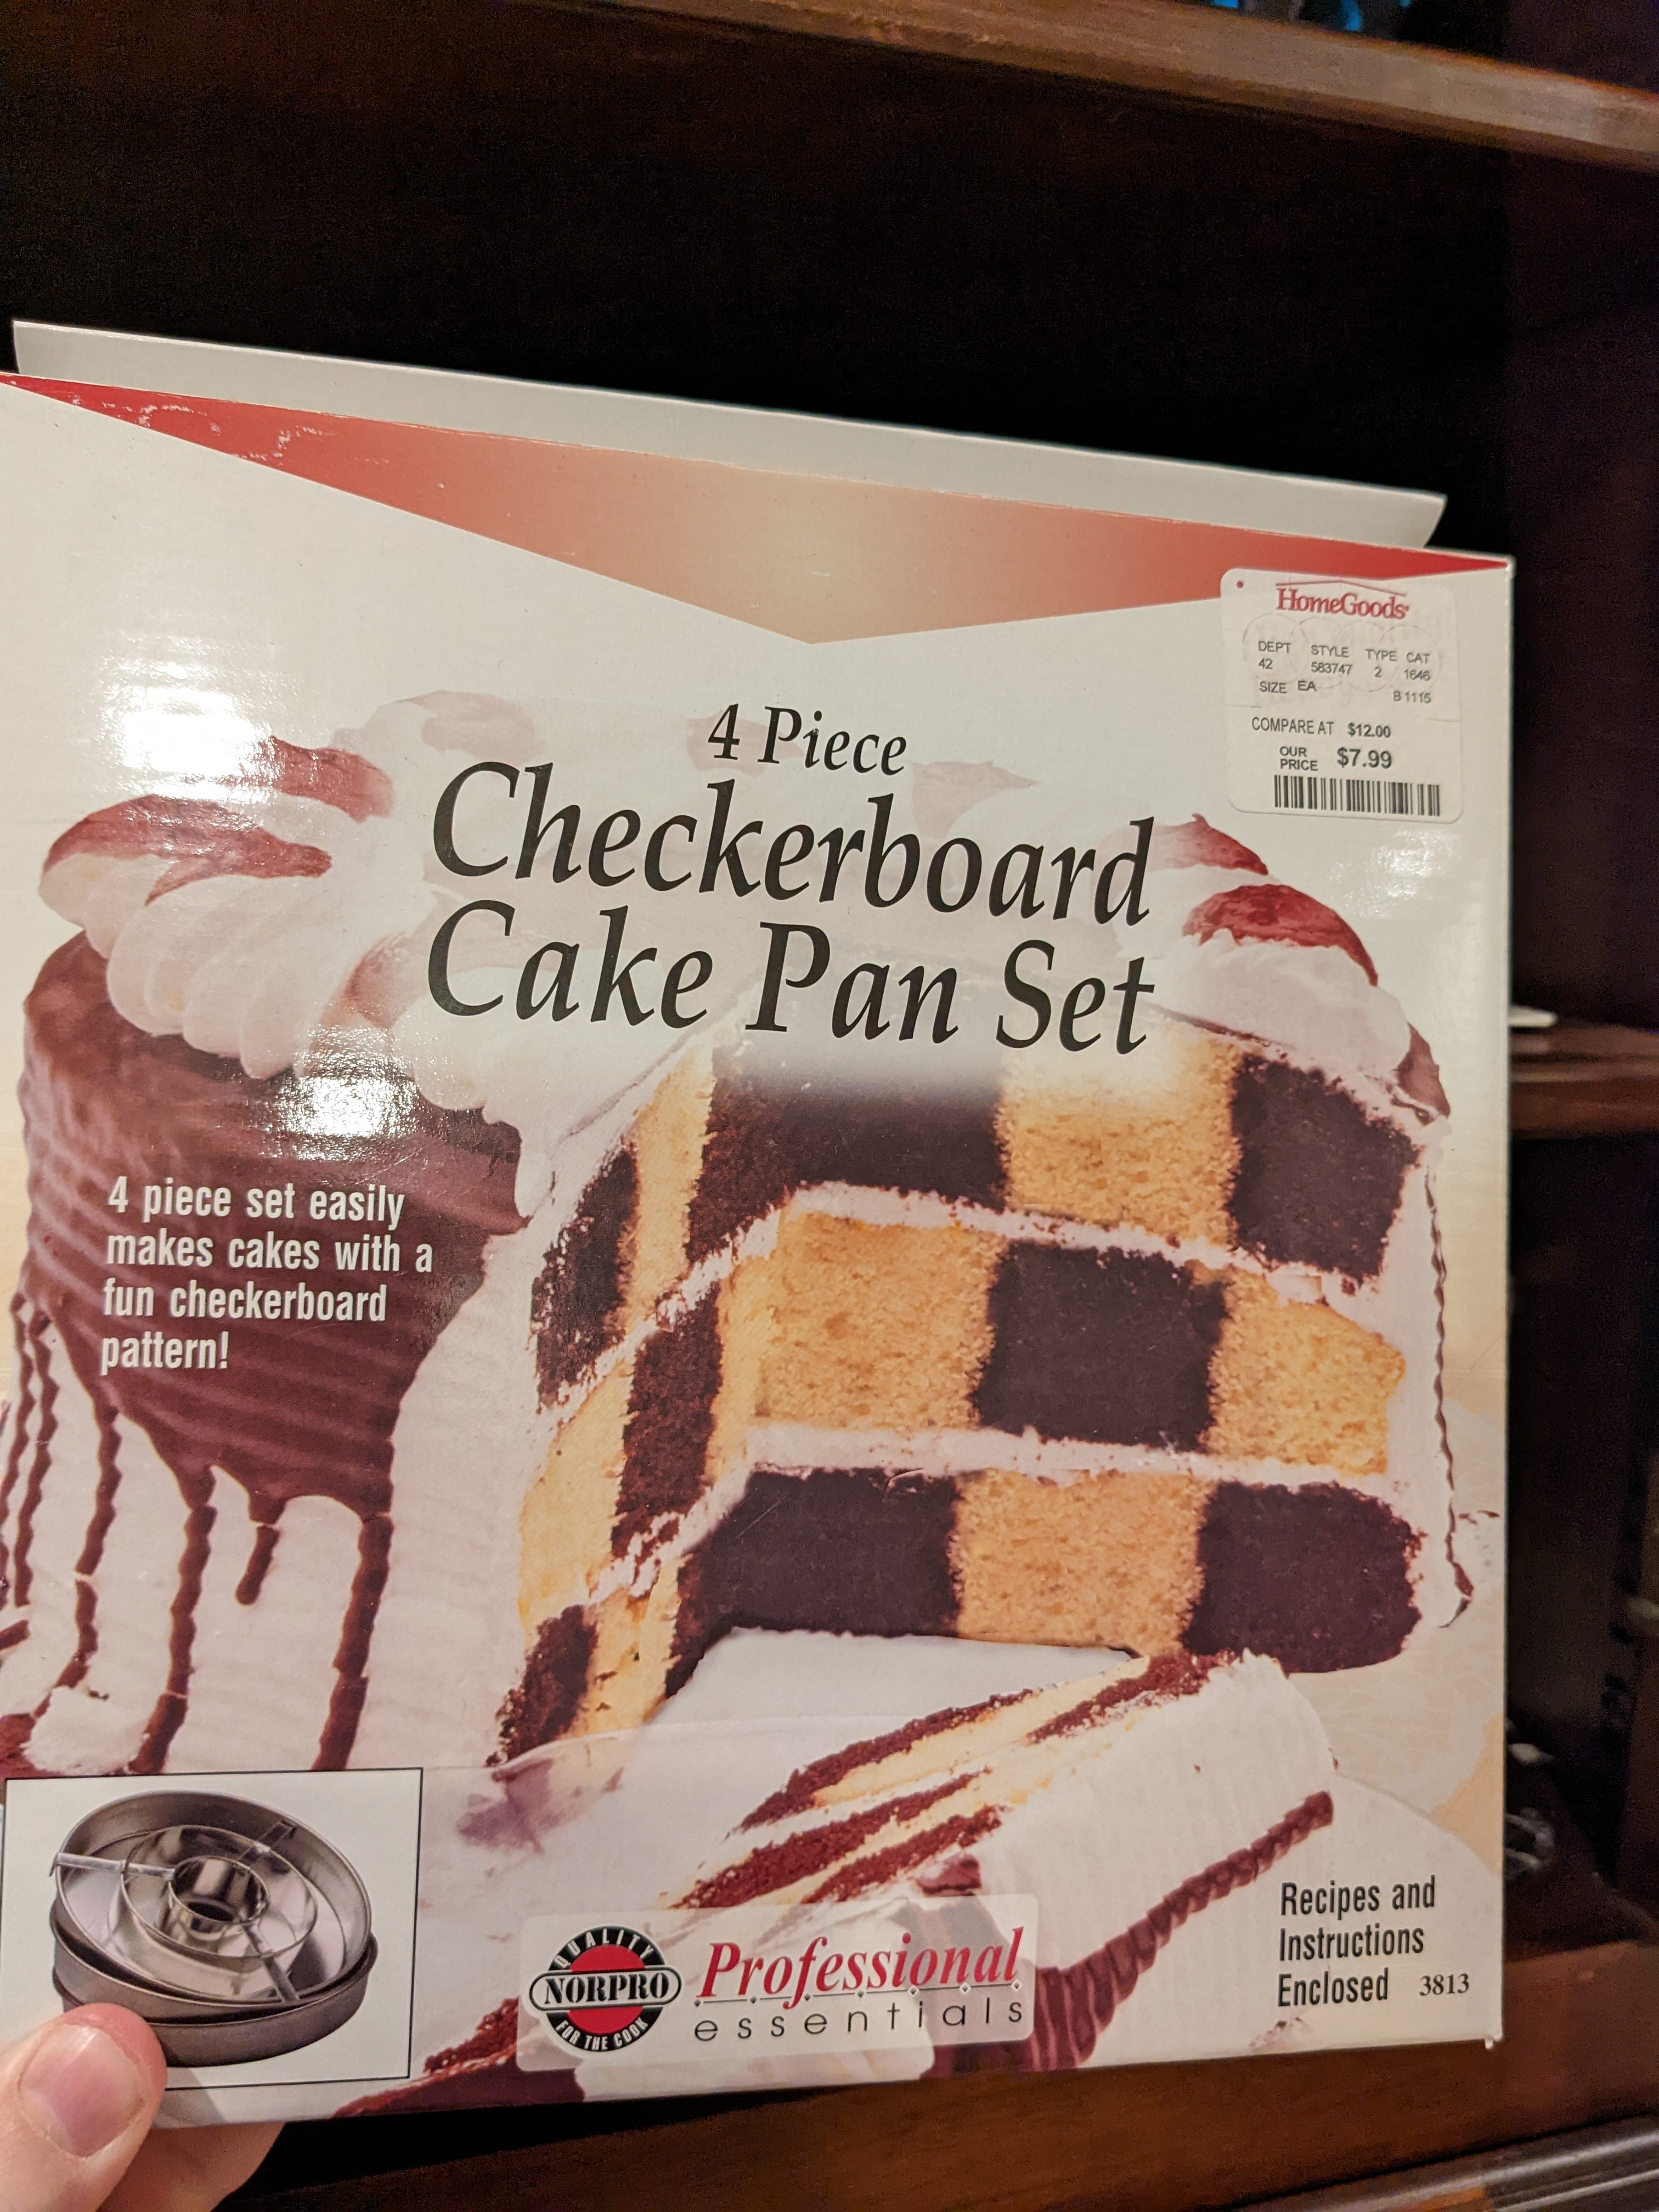 HomeGoods
DEPT STYLE TYPE CAT
42 583747 2 1646
SIZE EA B 1115
COMPARE AT $12.00
OUR PRICE $7.99
4 Piece
Checkerboard
Cake Pan Set
4 piece set easily
makes cakes with a
fun checkerboard
pattern!
QUALITY
NORPRO
FOR THE COOK
Professional
essentials
Recipes and
Instructions
Enclosed 3813